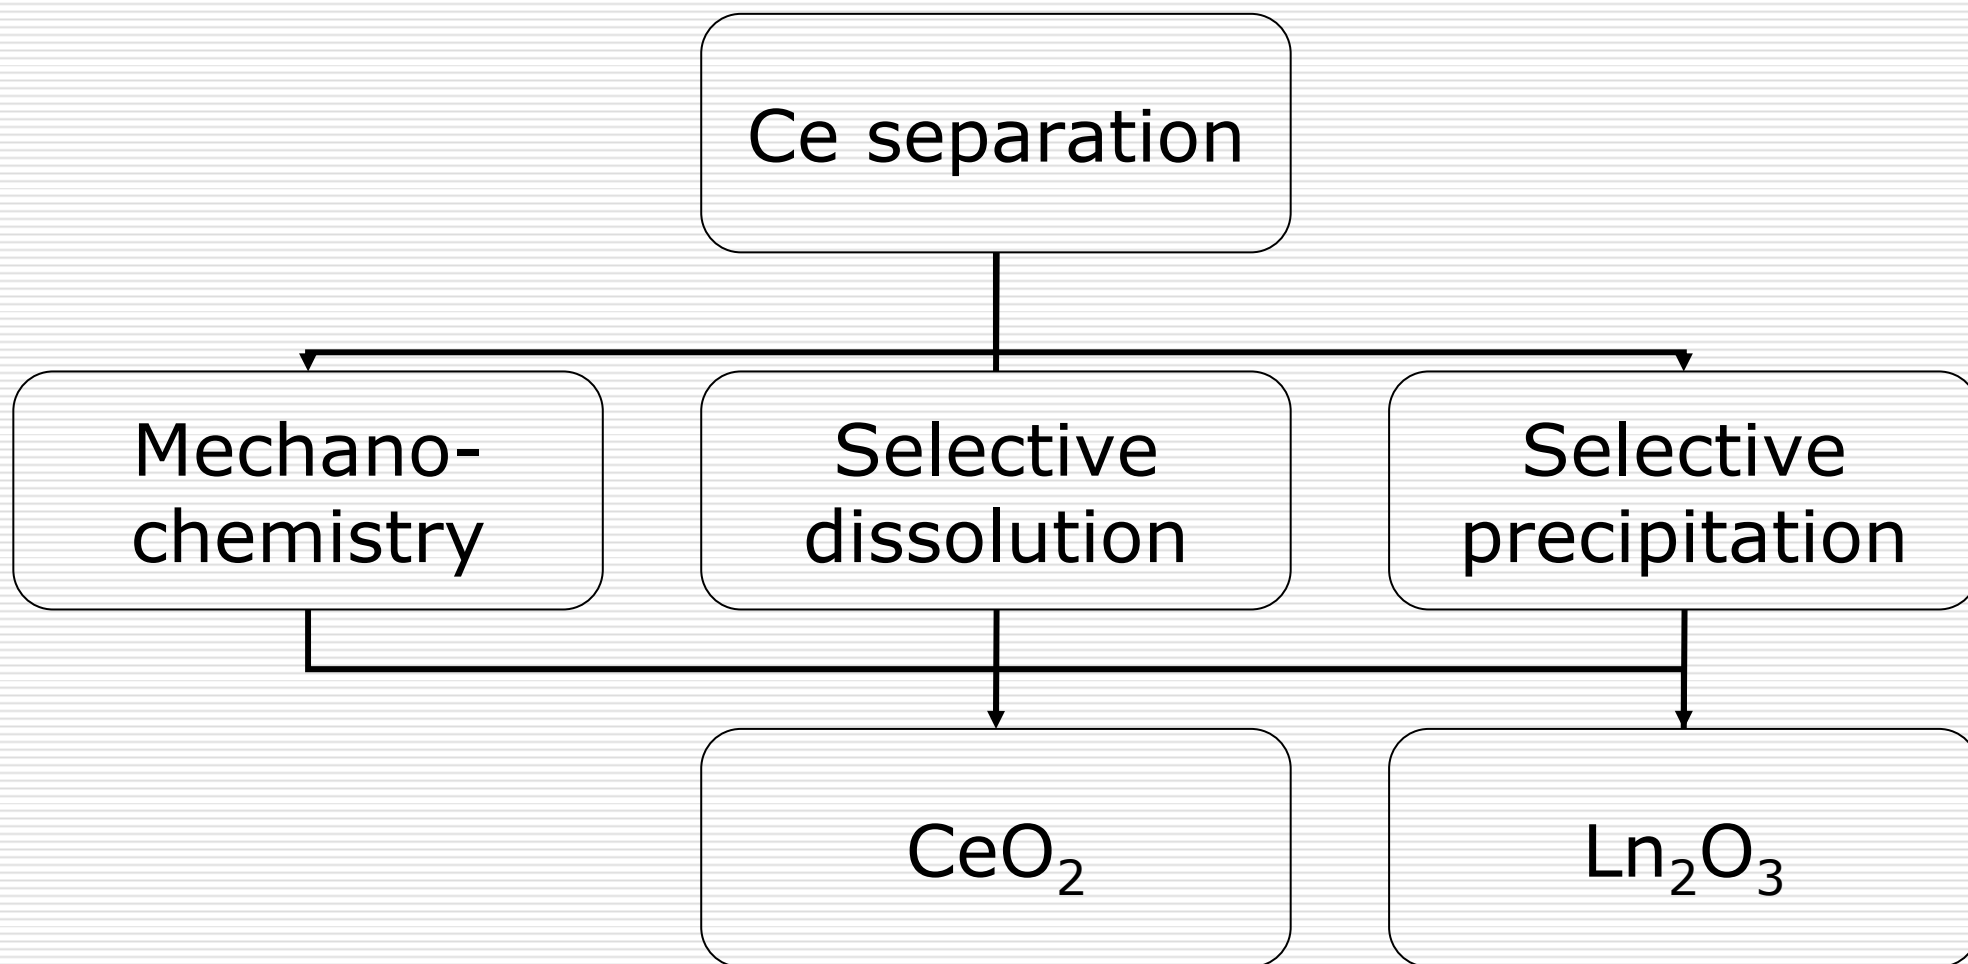 Ce separation
Mechano-
chemistry
Selective
dissolution
Selective
precipitation
CeO₂
Ln₂O₃